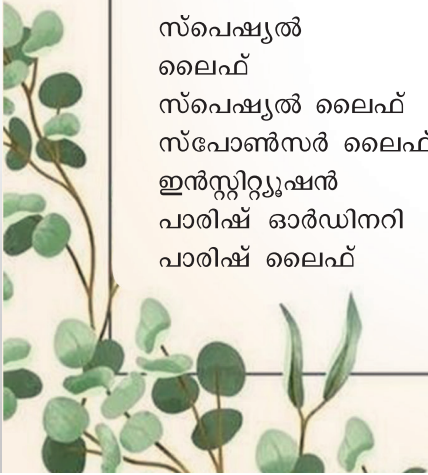 സ്പെഷ്യൽ
ലൈഫ്
സ്പെഷ്യൽ ലൈഫ്
സ്പോൺസർ ലൈഫ്
ഇൻസ്റ്റിറ്റ്യൂഷൻ
പാരിഷ് ഓർഡിനറി
പാരിഷ് ലൈഫ്